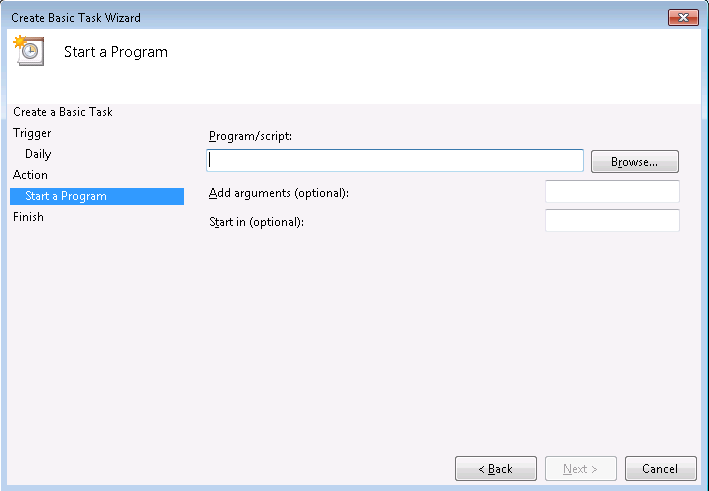 Create Basic Task Wizard
Start a Program
Create a Basic Task
Trigger
Daily
Action
Start a Program
Finish
Program/script:
Browse...
Add arguments (optional):
Start in (optional):
< Back
Next >
Cancel